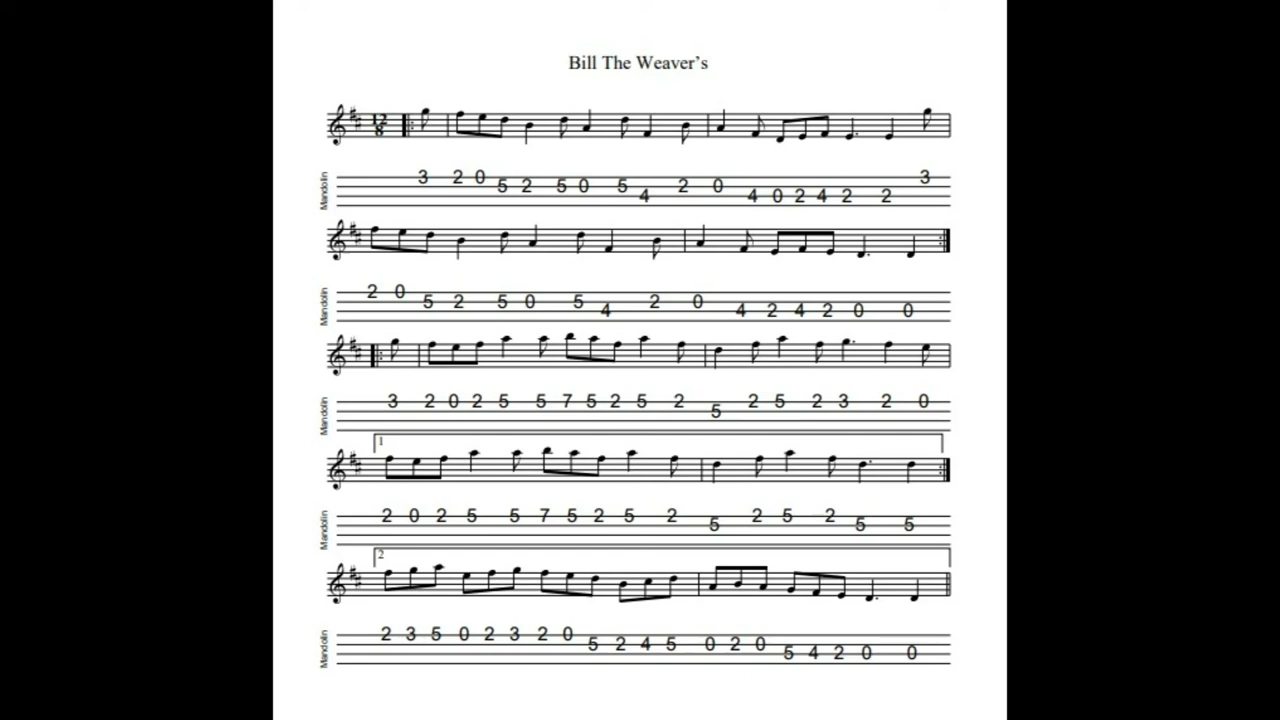 Bill The Weaver's
12
8
Mandolin
3 2 0 5 2 5 0 5 4 2 0 4 0 2 4 2 2 3
Mandolin
2 0 5 2 5 0 5 4 2 0 4 2 4 2 0 0
Mandolin
3 2 0 2 5 5 7 5 2 5 2 5 2 5 2 3 2 0
1
Mandolin
2 0 2 5 5 7 5 2 5 2 5 2 5 2 5 5
2
Mandolin
2 3 5 0 2 3 2 0 5 2 4 5 0 2 0 5 4 2 0 0